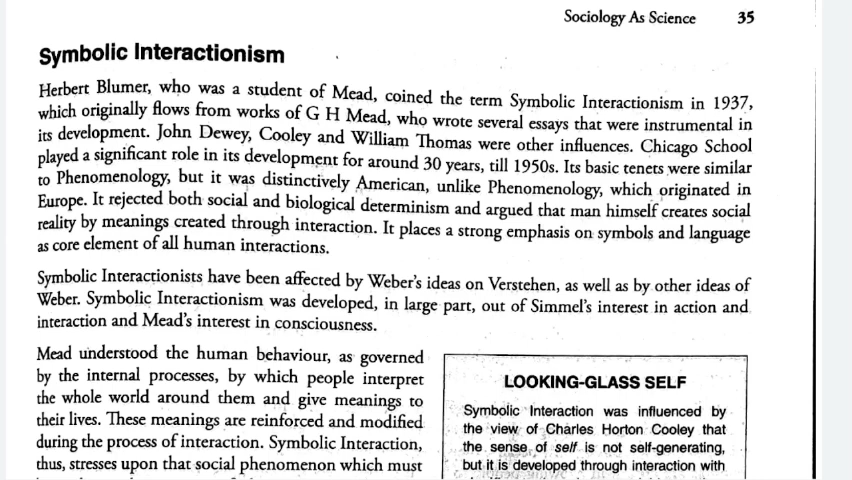 Sociology As Science 35
Symbolic Interactionism
Herbert Blumer, who was a student of Mead, coined the term Symbolic Interactionism in 1937,
which originally flows from works of G H Mead, who wrote several essays that were instrumental in
its development. John Dewey, Cooley and William Thomas were other influences. Chicago School
played a significant role in its development for around 30 years, till 1950s. Its basic tenets were similar
to Phenomenology, but it was distinctively American, unlike Phenomenology, which originated in
Europe. It rejected both social and biological determinism and argued that man himself creates social
reality by meanings created through interaction. It places a strong emphasis on symbols and language
as core element of all human interactions.
Symbolic Interactionists have been affected by Weber's ideas on Verstehen, as well as by other ideas of
Weber. Symbolic Interactionism was developed, in large part, out of Simmel's interest in action and
interaction and Mead's interest in consciousness.
Mead understood the human behaviour, as governed
by the internal processes, by which people interpret
the whole world around them and give meanings to
their lives. These meanings are reinforced and modified
during the process of interaction. Symbolic Interaction,
thus, stresses upon that social phenomenon which must
LOOKING-GLASS SELF
Symbolic Interaction was influenced by
the view of Charles Horton Cooley that
the sense of self is not self-generating,
but it is developed through interaction with